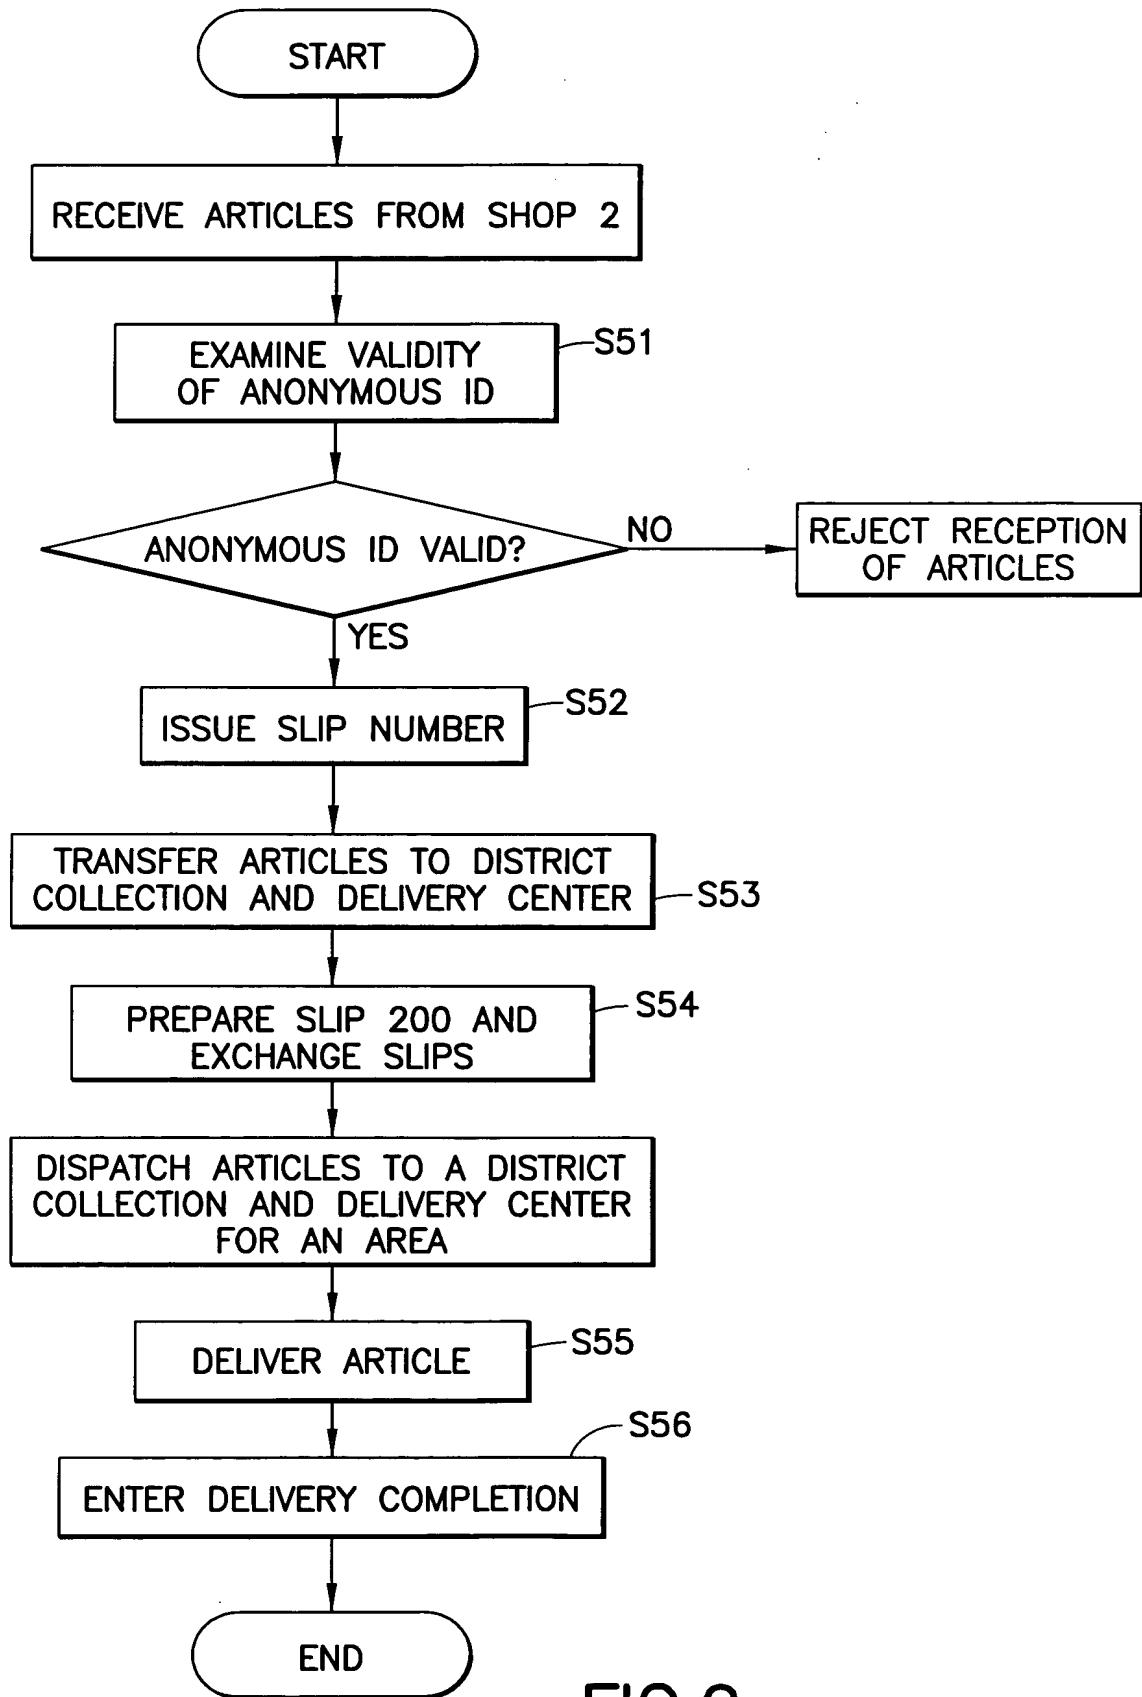 START
RECEIVE ARTICLES FROM SHOP 2
EXAMINE VALIDITY
OF ANONYMOUS ID
S51
ANONYMOUS ID VALID?
NO
REJECT RECEPTION
OF ARTICLES
YES
ISSUE SLIP NUMBER
S52
TRANSFER ARTICLES TO DISTRICT
COLLECTION AND DELIVERY CENTER
S53
PREPARE SLIP 200 AND
EXCHANGE SLIPS
S54
DISPATCH ARTICLES TO A DISTRICT
COLLECTION AND DELIVERY CENTER
FOR AN AREA
DELIVER ARTICLE
S55
S56
ENTER DELIVERY COMPLETION
END